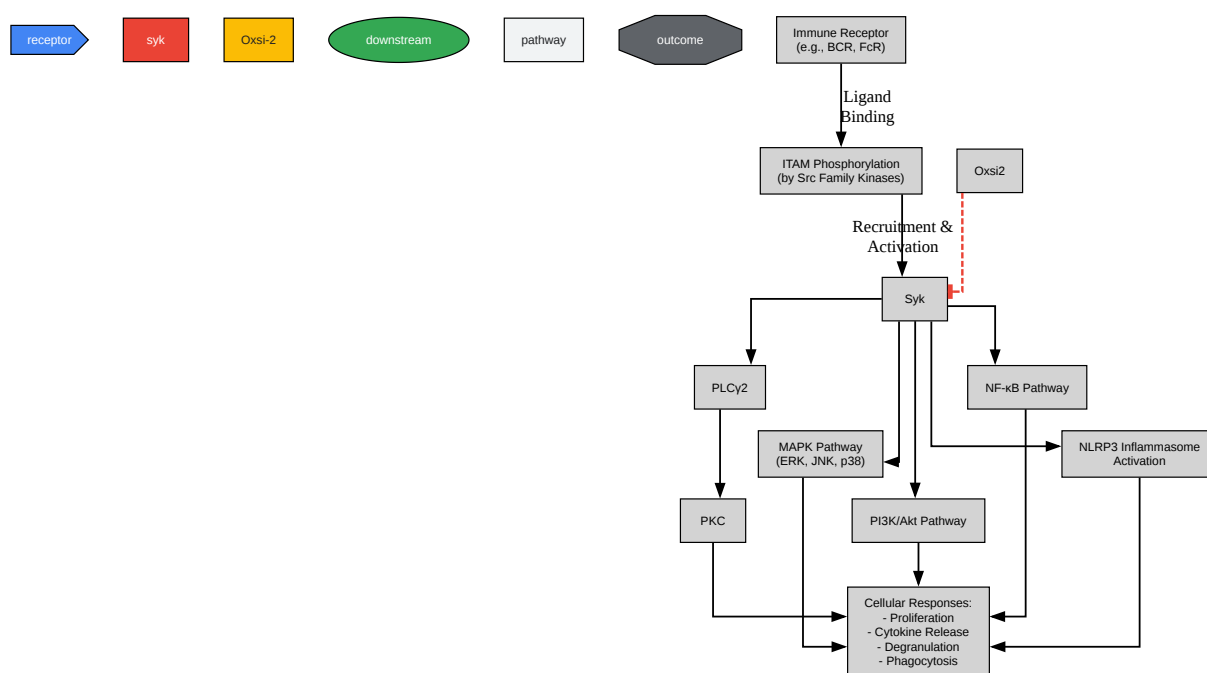 receptor
syk
Oxsi-2
downstream
pathway
outcome
Immune Receptor
(e.g., BCR, FcR)
Ligand
Binding
ITAM Phosphorylation
(by Src Family Kinases)
Oxsi2
Recruitment &
Activation
Syk
PLCγ2
NF-κB Pathway
MAPK Pathway
(ERK, JNK, p38)
NLRP3 Inflammasome
Activation
PKC
PI3K/Akt Pathway
Cellular Responses:
- Proliferation
- Cytokine Release
- Degranulation
- Phagocytosis